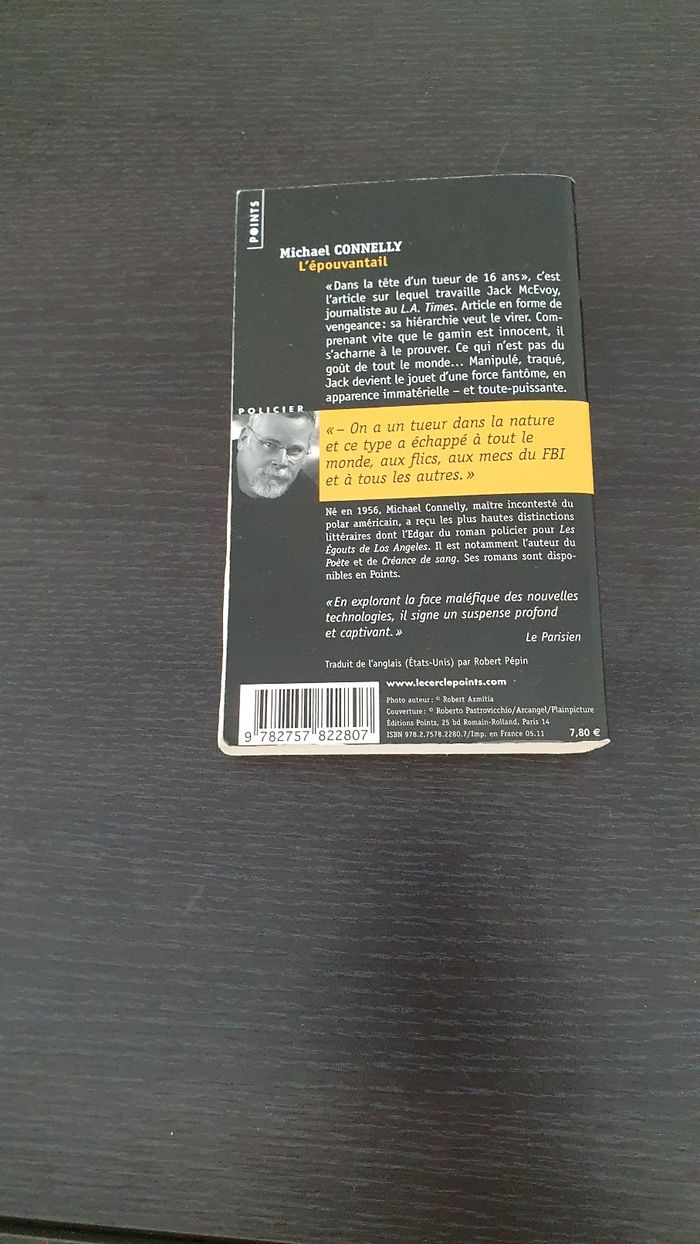 POINTS
Michael CONNELLY
L'épouvantail
« Dans la tête d'un tueur de 16 ans », c'est
l'article sur lequel travaille Jack McEvoy,
journaliste au L.A. Times. Article en forme de
vengeance : sa hiérarchie veut le virer. Com-
prenant vite que le gamin est innocent, il
s'acharne à le prouver. Ce qui n'est pas du
goût de tout le monde... Manipulé, traqué,
Jack devient le jouet d'une force fantôme, en
apparence immatérielle – et toute-puissante.
POLICIER
« – On a un tueur dans la nature
et ce type a échappé à tout le
monde, aux flics, aux mecs du FBI
et à tous les autres. »
Né en 1956, Michael Connelly, maître incontesté du
polar américain, a reçu les plus hautes distinctions
littéraires dont l'Edgar du roman policier pour Les
Égouts de Los Angeles. Il est notamment l'auteur du
Poète et de Créance de sang. Ses romans sont dispo-
nibles en Points.
« En explorant la face maléfique des nouvelles
technologies, il signe un suspense profond
et captivant. »
Le Parisien
Traduit de l'anglais (États-Unis) par Robert Pépin
www.lecerclepoints.com
Photo auteur : © Robert Azmitia
Couverture : © Roberto Pastrovicchio/Arcangel/Plainpicture
Éditions Points, 25 bd Romain-Rolland, Paris 14
ISBN 978.2.7578.2280.7/Imp. en France 05.11
7,80 €
9 782757 822807